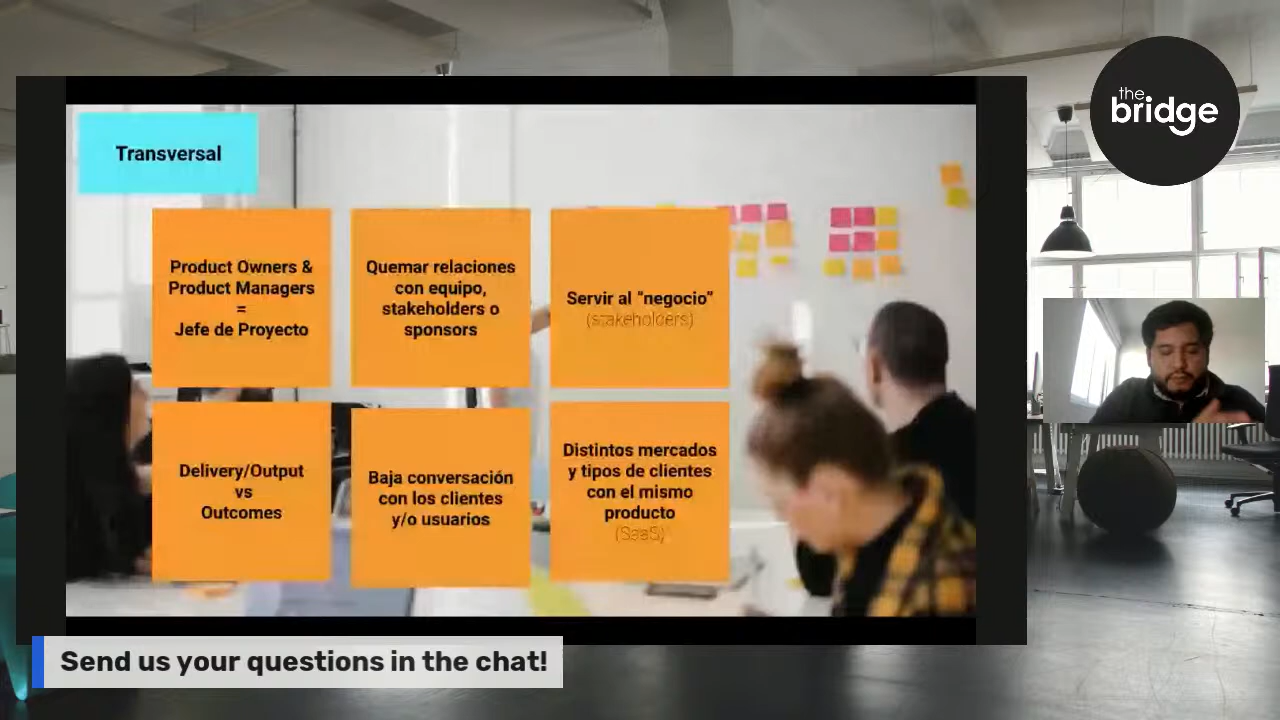 the
bridge
Transversal
Product Owners &
Product Managers
=
Jefe de Proyecto
Quemar relaciones
con equipo,
stakeholders o
sponsors
Servir al “negocio”
(stakeholders)
Delivery/Output
vs
Outcomes
Baja conversación
con los clientes
y/o usuarios
Distintos mercados
y tipos de clientes
con el mismo
producto
(SaaS)
Send us your questions in the chat!